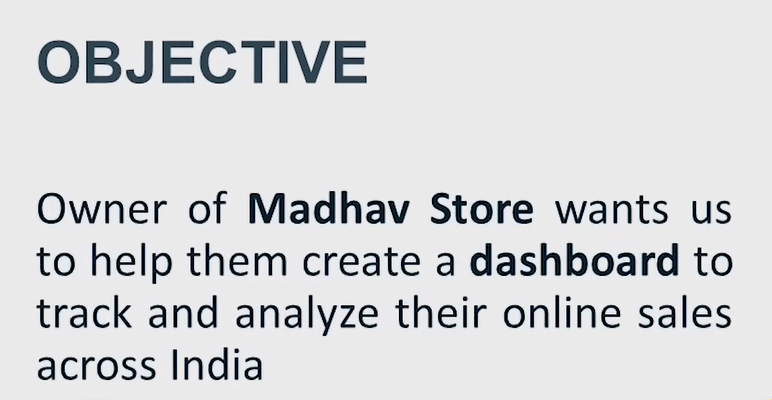 OBJECTIVE
Owner of Madhav Store wants us
to help them create a dashboard to
track and analyze their online sales
across India